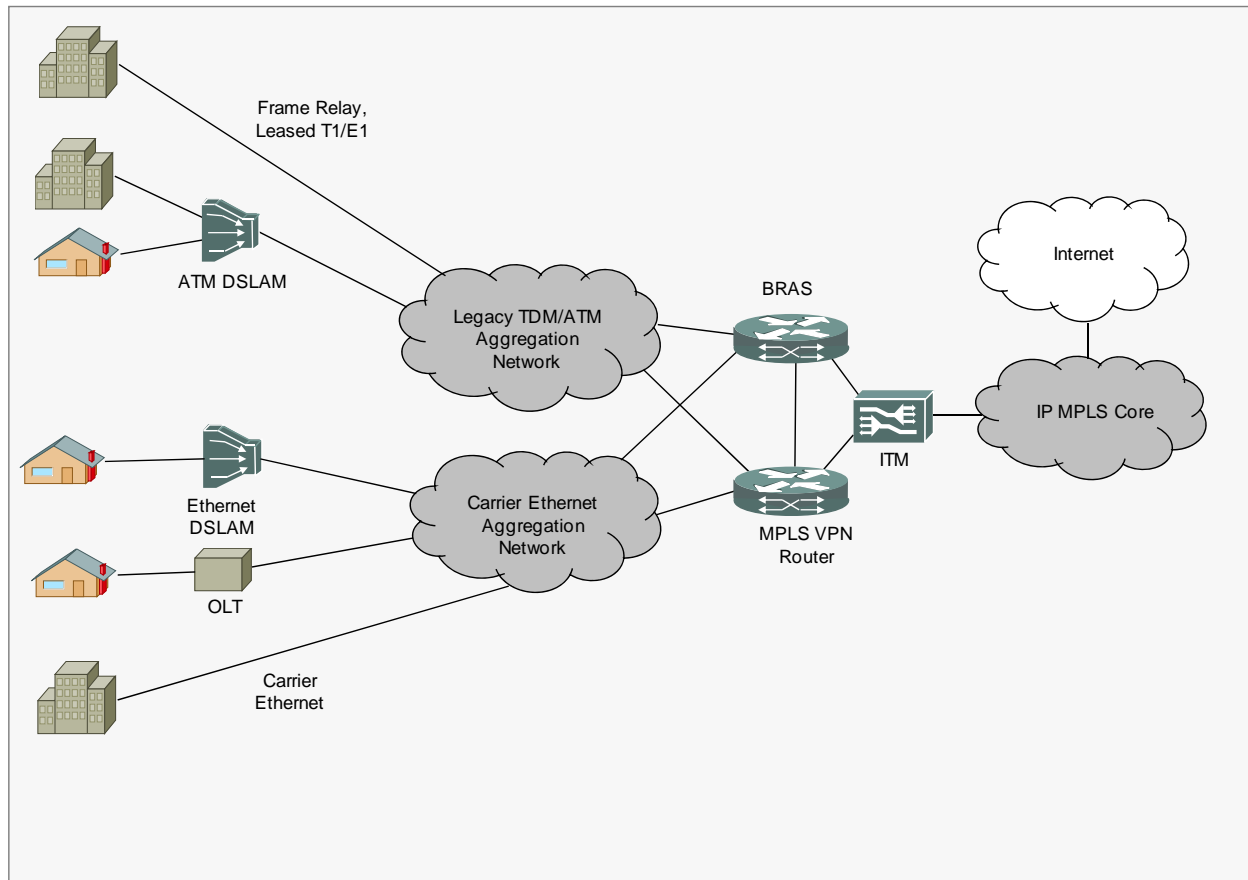 Frame Relay,
Leased T1/E1
ATM DSLAM
Legacy TDM/ATM
Aggregation
Network
BRAS
Internet
IP MPLS Core
ITM
Ethernet
DSLAM
Carrier Ethernet
Aggregation
Network
MPLS VPN
Router
OLT
Carrier
Ethernet